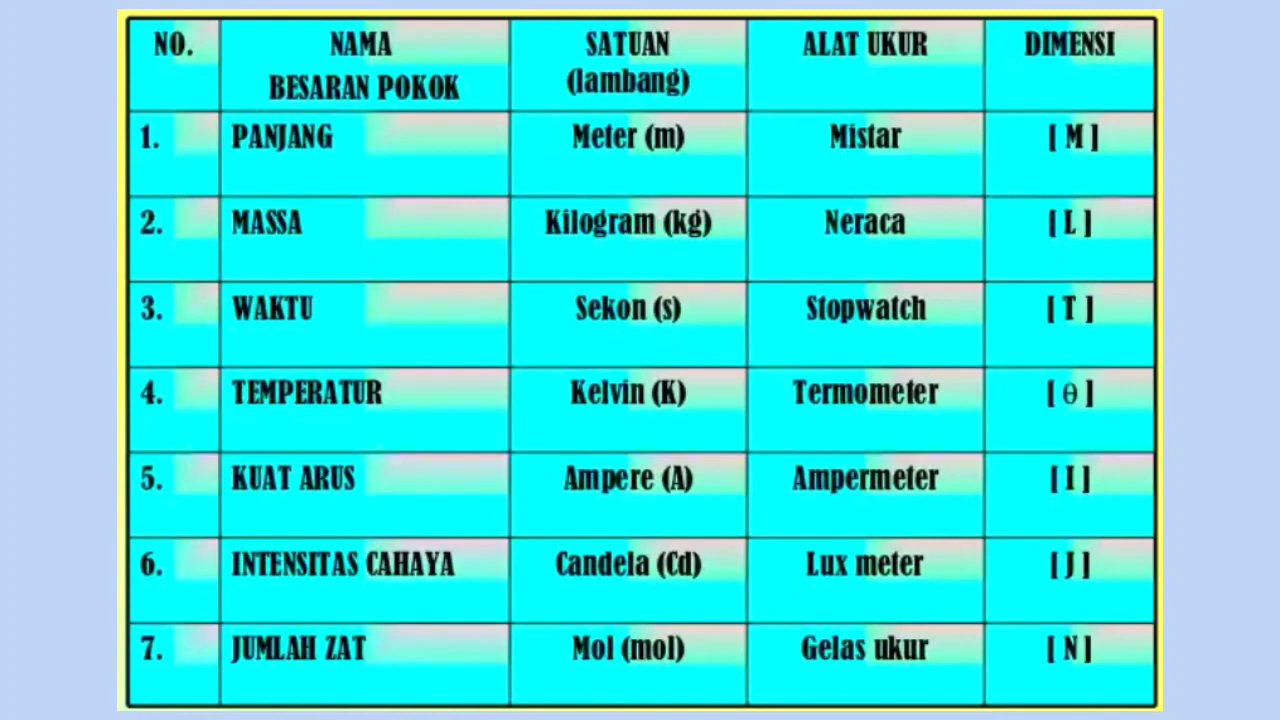 NO. NAMA SATUAN ALAT UKUR DIMENSI
BESARAN POKOK (lambang)
1. PANJANG Meter (m) Mistar [ M ]
2. MASSA Kilogram (kg) Neraca [ L ]
3. WAKTU Sekon (s) Stopwatch [ T ]
4. TEMPERATUR Kelvin (K) Termometer [ θ ]
5. KUAT ARUS Ampere (A) Ampermeter [ I ]
6. INTENSITAS CAHAYA Candela (Cd) Lux meter [ J ]
7. JUMLAH ZAT Mol (mol) Gelas ukur [ N ]